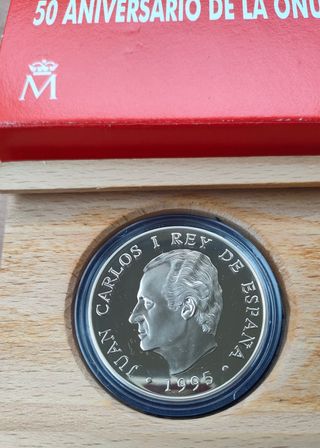 50 ANIVERSARIO DE LA ONU
M
JUAN CARLOS I REY DE ESPAÑA
• 1995 •